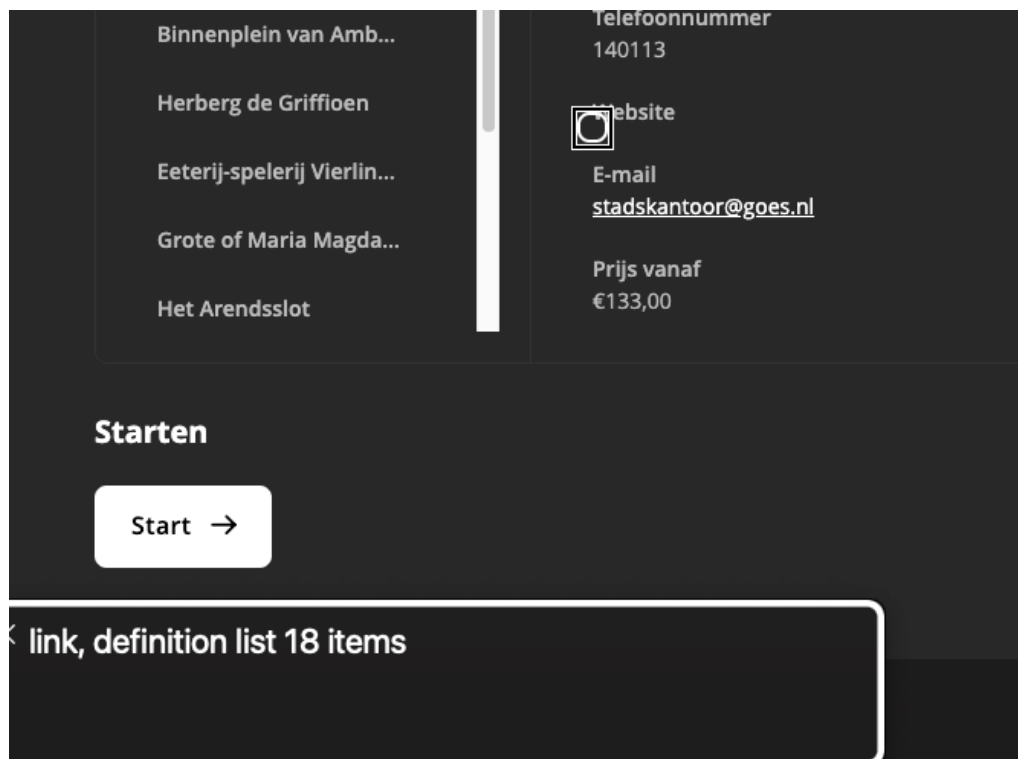 Binnenplein van Amb...
Herberg de Griffioen
Eeterij-spelerij Vierlin...
Grote of Maria Magda...
Het Arendsslot
Telefoonnummer
140113
Website
E-mail
stadskantoor@goes.nl
Prijs vanaf
€133,00
Starten
Start →
link, definition list 18 items